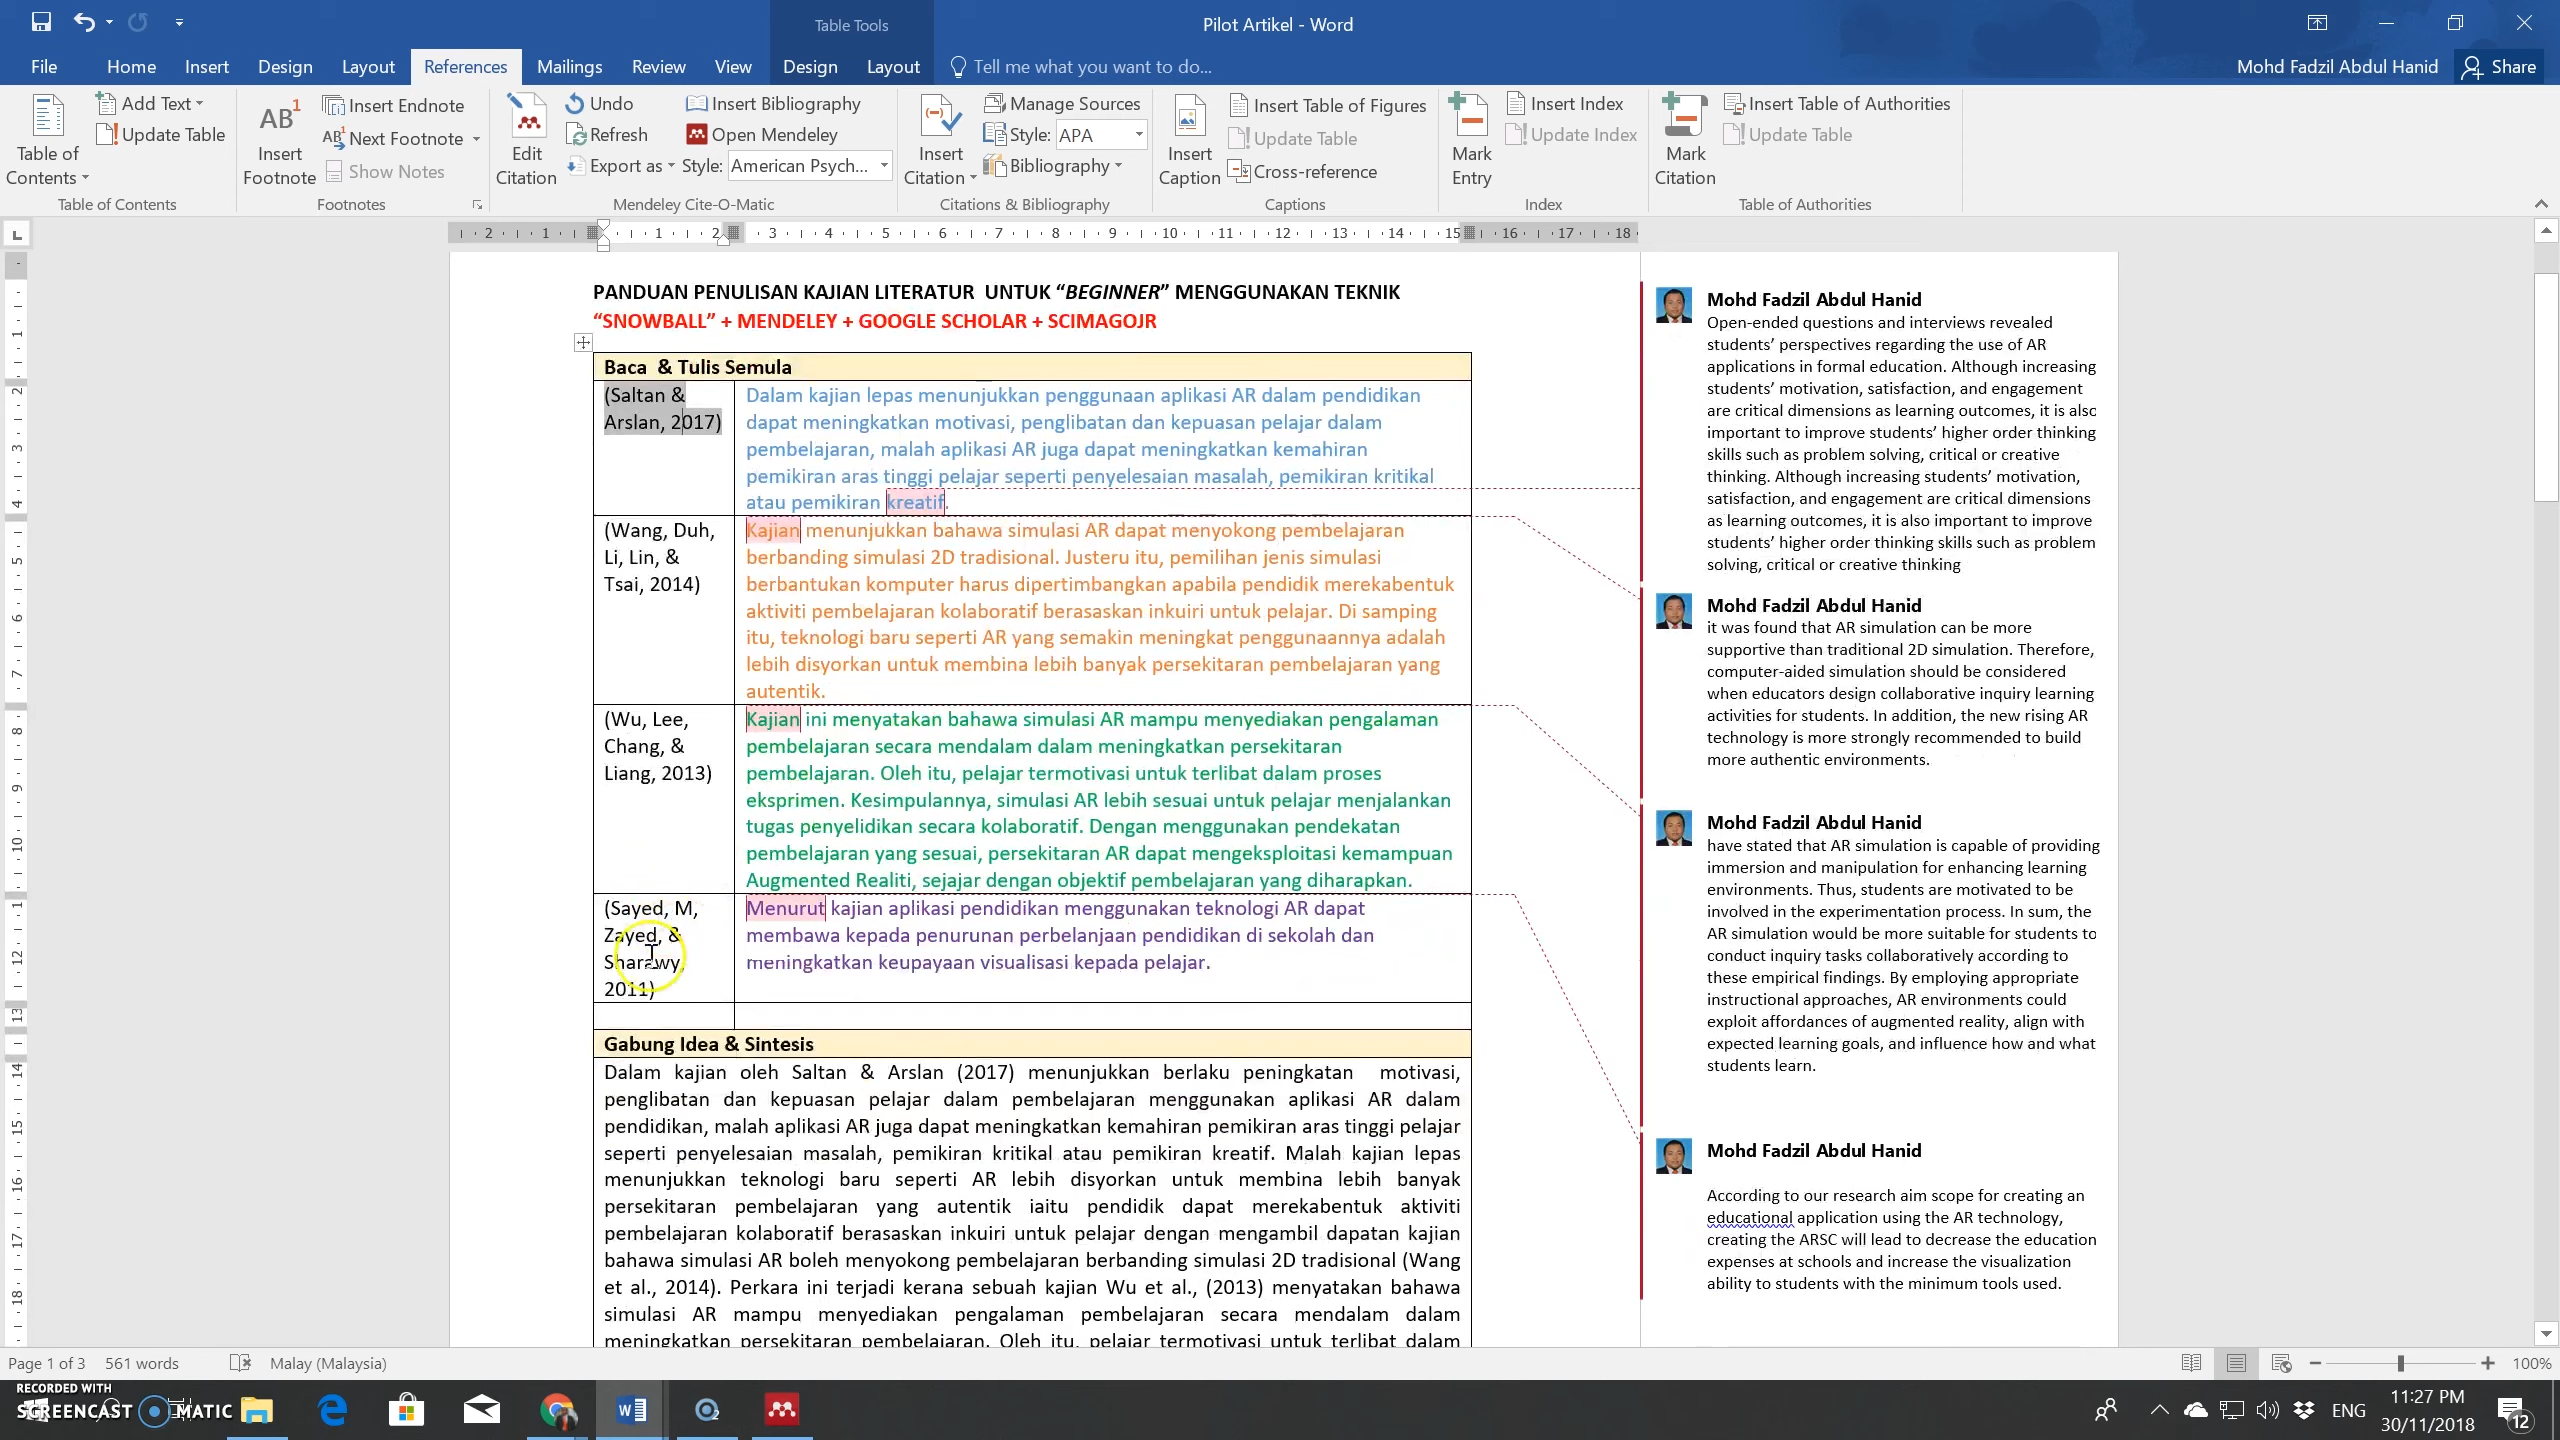 Table Tools
Pilot Artikel - Word
File
Home
Insert
Design
Layout
References
Mailings
Review
View
Design
Layout
Tell me what you want to do...
Mohd Fadzil Abdul Hanid
Share
Table of
Contents
Add Text
Update Table
Table of Contents
AB1
Insert
Footnote
Insert Endnote
Next Footnote
Show Notes
Footnotes
Edit
Citation
Undo
Refresh
Export as
Insert Bibliography
Open Mendeley
Style: American Psych...
Mendeley Cite-O-Matic
Insert
Citation
Manage Sources
Style: APA
Bibliography
Citations & Bibliography
Insert
Caption
Insert Table of Figures
Update Table
Cross-reference
Captions
Mark
Entry
Insert Index
Update Index
Index
Mark
Citation
Insert Table of Authorities
Update Table
Table of Authorities
2 1 1 2 3 4 5 6 7 8 9 10 11 12 13 14 15 16 17 18
PANDUAN PENULISAN KAJIAN LITERATUR UNTUK “BEGINNER” MENGGUNAKAN TEKNIK
“SNOWBALL” + MENDELEY + GOOGLE SCHOLAR + SCIMAGOJR
Baca & Tulis Semula
(Saltan &
Arslan, 2017)
Dalam kajian lepas menunjukkan penggunaan aplikasi AR dalam pendidikan
dapat meningkatkan motivasi, penglibatan dan kepuasan pelajar dalam
pembelajaran, malah aplikasi AR juga dapat meningkatkan kemahiran
pemikiran aras tinggi pelajar seperti penyelesaian masalah, pemikiran kritikal
atau pemikiran kreatif.
(Wang, Duh,
Li, Lin, &
Tsai, 2014)
Kajian menunjukkan bahawa simulasi AR dapat menyokong pembelajaran
berbanding simulasi 2D tradisional. Justeru itu, pemilihan jenis simulasi
berbantukan komputer harus dipertimbangkan apabila pendidik merekabentuk
aktiviti pembelajaran kolaboratif berasaskan inkuiri untuk pelajar. Di samping
itu, teknologi baru seperti AR yang semakin meningkat penggunaannya adalah
lebih disyorkan untuk membina lebih banyak persekitaran pembelajaran yang
autentik.
(Wu, Lee,
Chang, &
Liang, 2013)
Kajian ini menyatakan bahawa simulasi AR mampu menyediakan pengalaman
pembelajaran secara mendalam dalam meningkatkan persekitaran
pembelajaran. Oleh itu, pelajar termotivasi untuk terlibat dalam proses
eksprimen. Kesimpulannya, simulasi AR lebih sesuai untuk pelajar menjalankan
tugas penyelidikan secara kolaboratif. Dengan menggunakan pendekatan
pembelajaran yang sesuai, persekitaran AR dapat mengeksploitasi kemampuan
Augmented Realiti, sejajar dengan objektif pembelajaran yang diharapkan.
(Sayed, M,
Zayed, &
Sharawy,
2011)
Menurut kajian aplikasi pendidikan menggunakan teknologi AR dapat
membawa kepada penurunan perbelanjaan pendidikan di sekolah dan
meningkatkan keupayaan visualisasi kepada pelajar.
Gabung Idea & Sintesis
Dalam kajian oleh Saltan & Arslan (2017) menunjukkan berlaku peningkatan motivasi,
penglibatan dan kepuasan pelajar dalam pembelajaran menggunakan aplikasi AR dalam
pendidikan, malah aplikasi AR juga dapat meningkatkan kemahiran pemikiran aras tinggi pelajar
seperti penyelesaian masalah, pemikiran kritikal atau pemikiran kreatif. Malah kajian lepas
menunjukkan teknologi baru seperti AR lebih disyorkan untuk membina lebih banyak
persekitaran pembelajaran yang autentik iaitu pendidik dapat merekabentuk aktiviti
pembelajaran kolaboratif berasaskan inkuiri untuk pelajar dengan mengambil dapatan kajian
bahawa simulasi AR boleh menyokong pembelajaran berbanding simulasi 2D tradisional (Wang
et al., 2014). Perkara ini terjadi kerana sebuah kajian Wu et al., (2013) menyatakan bahawa
simulasi AR mampu menyediakan pengalaman pembelajaran secara mendalam dalam
meningkatkan persekitaran pembelajaran. Oleh itu, pelajar termotivasi untuk terlibat dalam
Mohd Fadzil Abdul Hanid
Open-ended questions and interviews revealed
students’ perspectives regarding the use of AR
applications in formal education. Although increasing
students’ motivation, satisfaction, and engagement
are critical dimensions as learning outcomes, it is also
important to improve students’ higher order thinking
skills such as problem solving, critical or creative
thinking. Although increasing students’ motivation,
satisfaction, and engagement are critical dimensions
as learning outcomes, it is also important to improve
students’ higher order thinking skills such as problem
solving, critical or creative thinking
Mohd Fadzil Abdul Hanid
it was found that AR simulation can be more
supportive than traditional 2D simulation. Therefore,
computer-aided simulation should be considered
when educators design collaborative inquiry learning
activities for students. In addition, the new rising AR
technology is more strongly recommended to build
more authentic environments.
Mohd Fadzil Abdul Hanid
have stated that AR simulation is capable of providing
immersion and manipulation for enhancing learning
environments. Thus, students are motivated to be
involved in the experimentation process. In sum, the
AR simulation would be more suitable for students to
conduct inquiry tasks collaboratively according to
these empirical findings. By employing appropriate
instructional approaches, AR environments could
exploit affordances of augmented reality, align with
expected learning goals, and influence how and what
students learn.
Mohd Fadzil Abdul Hanid
According to our research aim scope for creating an
educational application using the AR technology,
creating the ARSC will lead to decrease the education
expenses at schools and increase the visualization
ability to students with the minimum tools used.
Page 1 of 3
561 words
Malay (Malaysia)
100%
RECORDED WITH
SCREENCAST MATIC
ENG
11:27 PM
30/11/2018
12